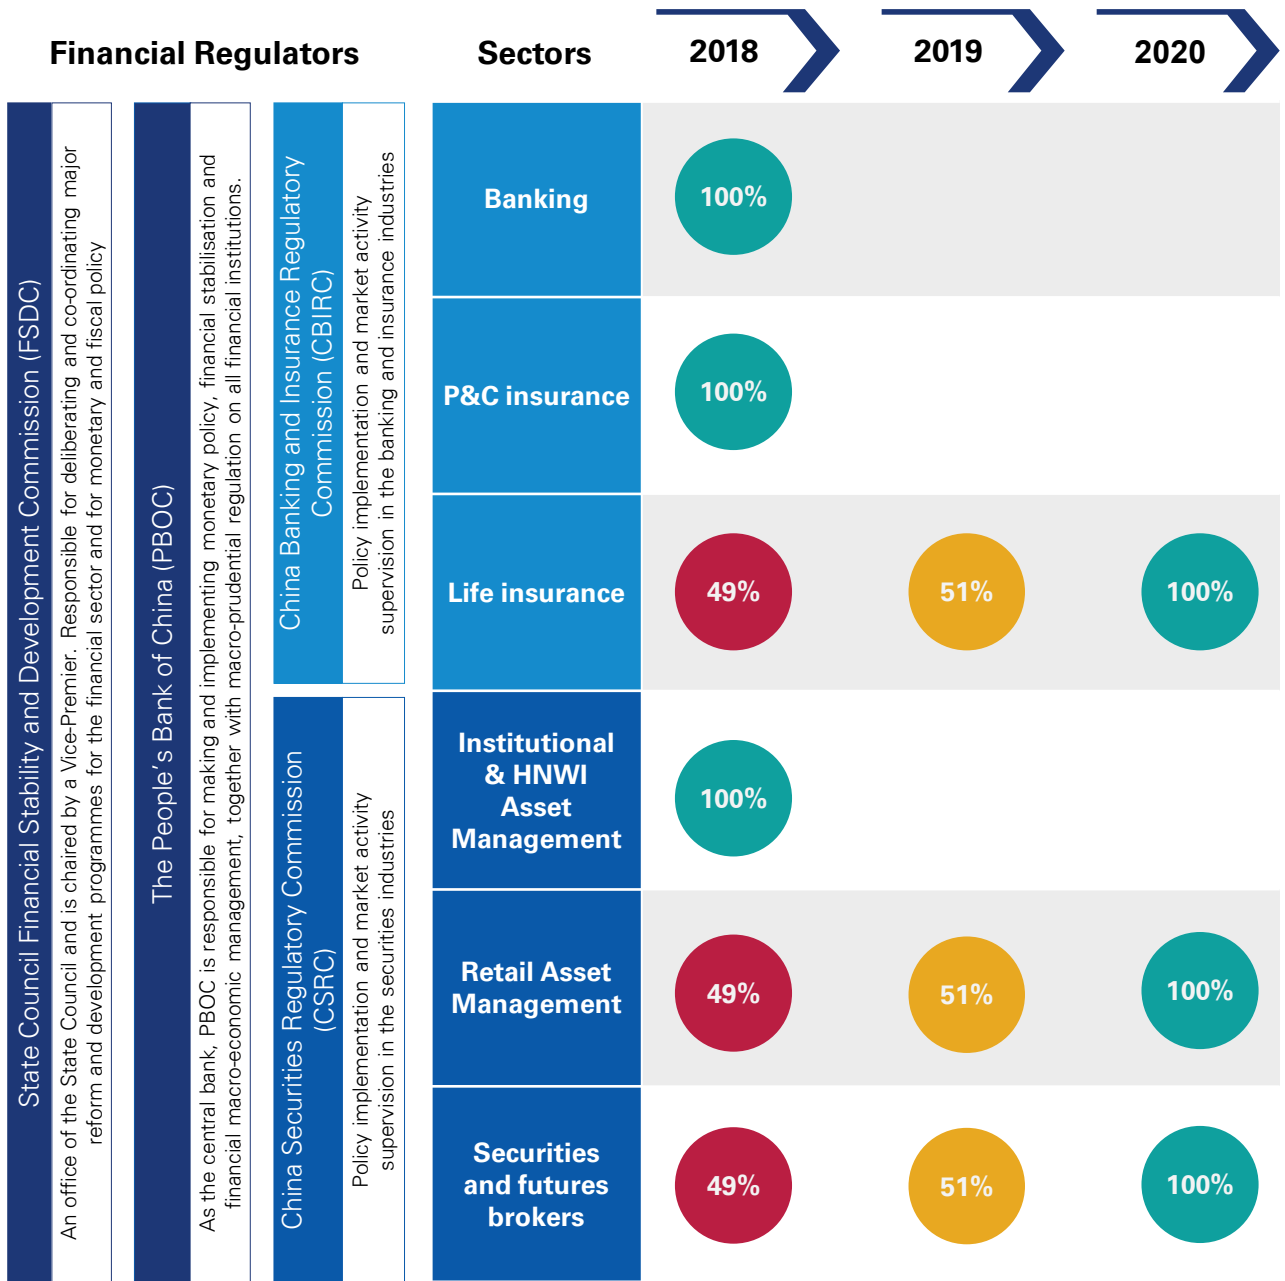 Financial Regulators
Sectors
2018
2019
2020
State Council Financial Stability and Development Commission (FSDC)
An office of the State Council and is chaired by a Vice-Premier. Responsible for deliberating and co-ordinating major
reform and development programmes for the financial sector and for monetary and fiscal policy
The People's Bank of China (PBOC)
As the central bank, PBOC is responsible for making and implementing monetary policy, financial stabilisation and
financial macro-economic management, together with macro-prudential regulation on all financial institutions.
China Banking and Insurance Regulatory
Commission (CBIRC)
Policy implementation and market activity
supervision in the banking and insurance industries
China Securities Regulatory Commission
(CSRC)
Policy implementation and market activity
supervision in the securities industries
Banking
100%
P&C insurance
100%
Life insurance
49%
51%
100%
Institutional
& HNWI
Asset
Management
100%
Retail Asset
Management
49%
51%
100%
Securities
and futures
brokers
49%
51%
100%